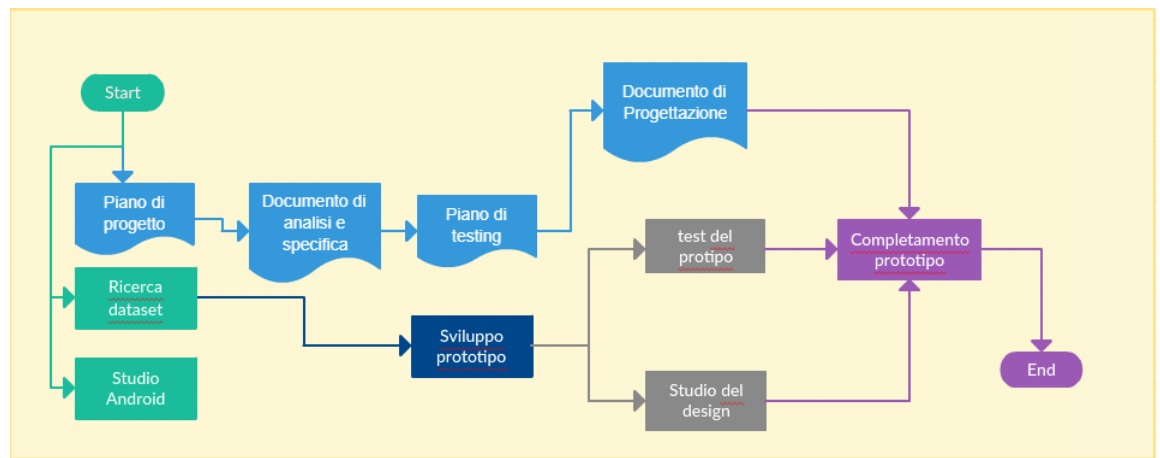 Start
Piano di
progetto
Documento di
analisi e
specifica
Piano di
testing
Documento di
Progettazione
Ricerca
dataset
Studio
Android
Sviluppo
prototipo
test del
protipo
Studio del
design
Completamento
prototipo
End